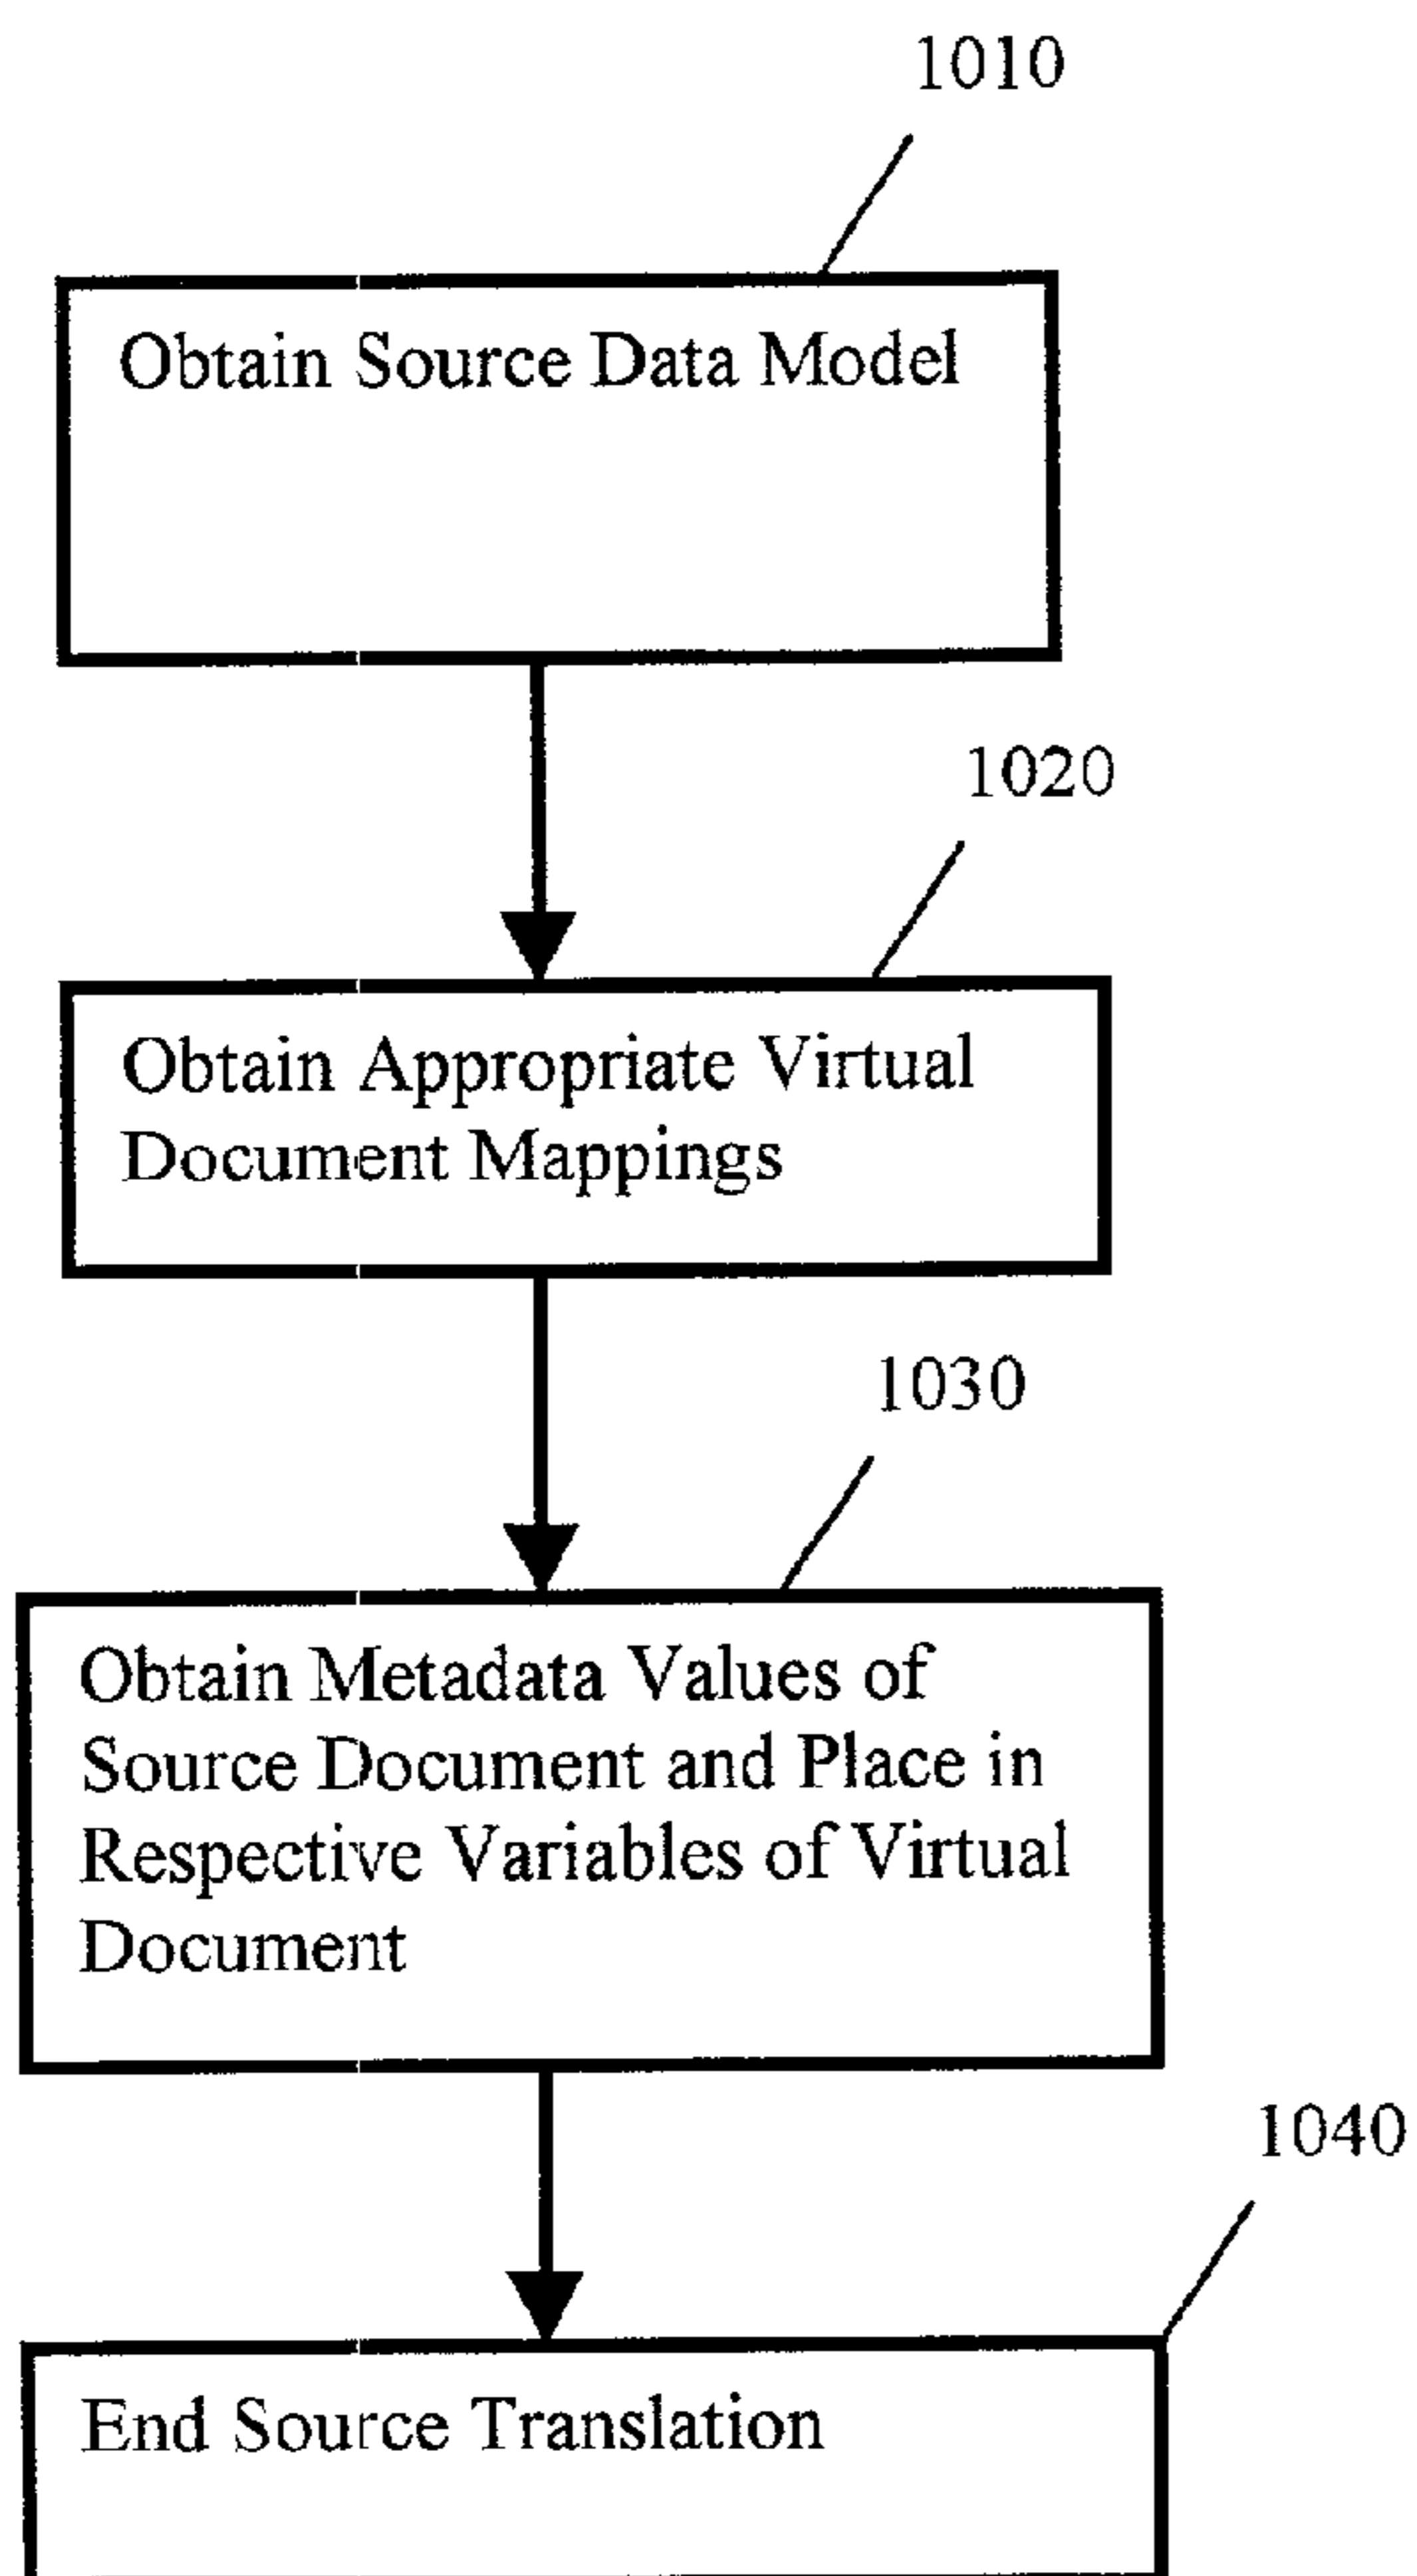 1010
Obtain Source Data Model
1020
Obtain Appropriate Virtual
Document Mappings
1030
Obtain Metadata Values of
Source Document and Place in
Respective Variables of Virtual
Document
1040
End Source Translation